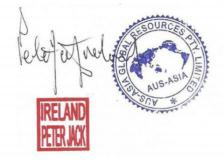 AUS-ASIA GLOBAL RESOURCES PTY. LIMITED
AUS-ASIA
IRELAND
PETER JACK